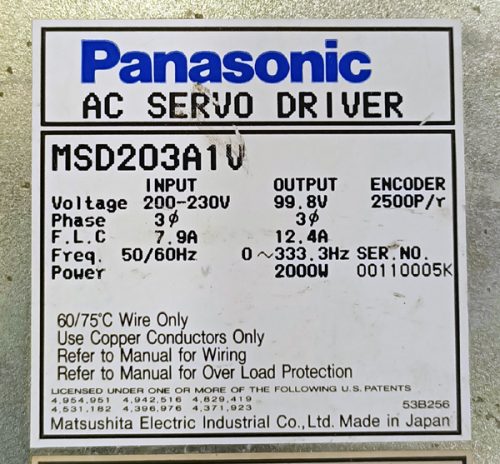 Panasonic
AC SERVO DRIVER
MSD203A1V
INPUT OUTPUT ENCODER
Voltage 200-230V 99.8V 2500P/r
Phase 3ϕ 3ϕ
F.L.C 7.9A 12.4A
Freq. 50/60Hz 0~333.3Hz SER.NO.
Power 2000W 00110005K
60/75°C Wire Only
Use Copper Conductors Only
Refer to Manual for Wiring
Refer to Manual for Over Load Protection
LICENSED UNDER ONE OR MORE OF THE FOLLOWING U.S. PATENTS
4,954,951 4,942,516 4,829,419
4,531,182 4,396,976 4,371,923 53B256
Matsushita Electric Industrial Co.,Ltd. Made in Japan